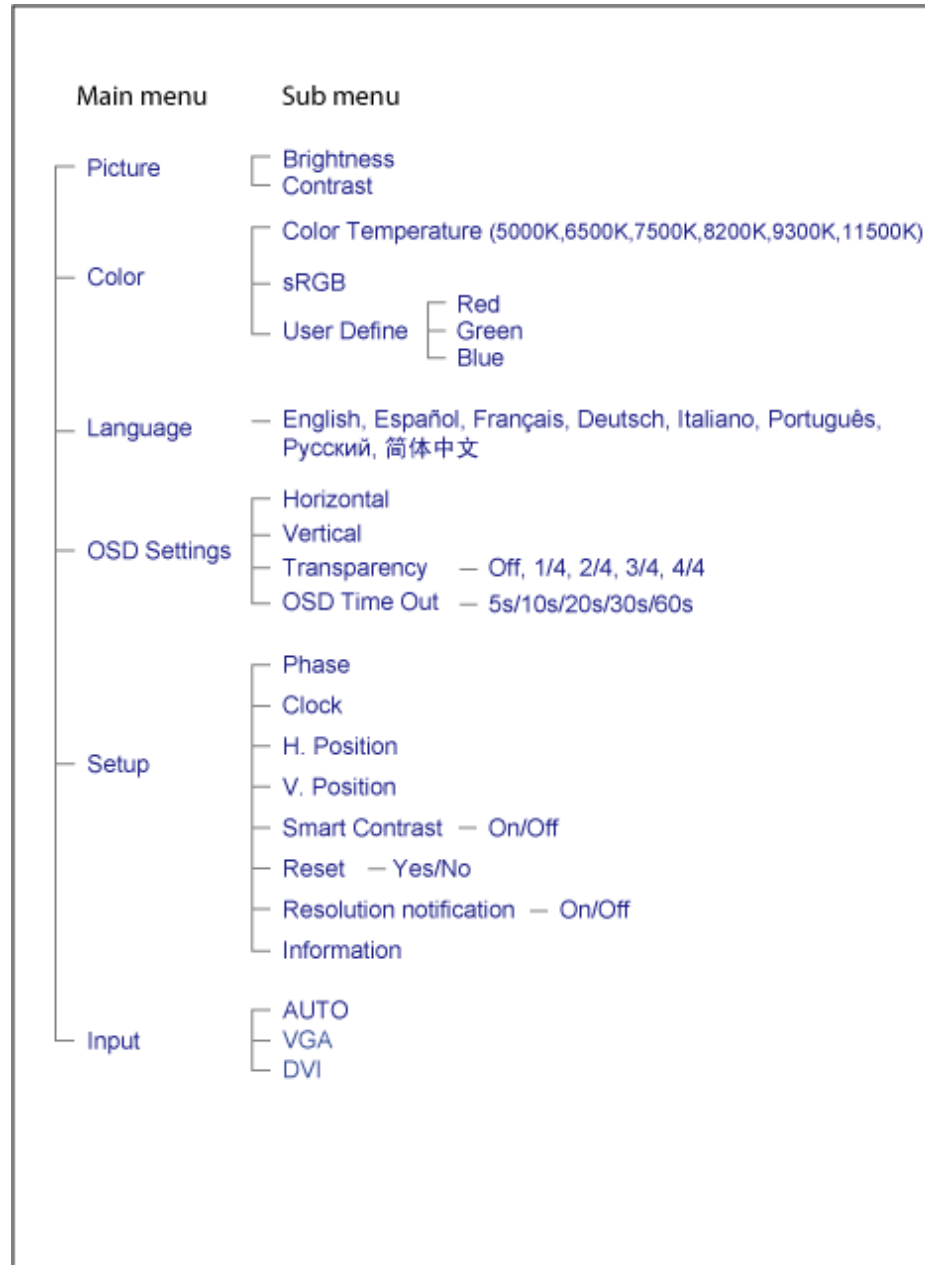 Main menu Sub menu
Picture Brightness
Contrast
Color Color Temperature (5000K,6500K,7500K,8200K,9300K,11500K)
sRGB
User Define Red
Green
Blue
Language English, Español, Français, Deutsch, Italiano, Português,
Русский, 简体中文
OSD Settings Horizontal
Vertical
Transparency Off, 1/4, 2/4, 3/4, 4/4
OSD Time Out 5s/10s/20s/30s/60s
Setup Phase
Clock
H. Position
V. Position
Smart Contrast On/Off
Reset Yes/No
Resolution notification On/Off
Information
Input AUTO
VGA
DVI